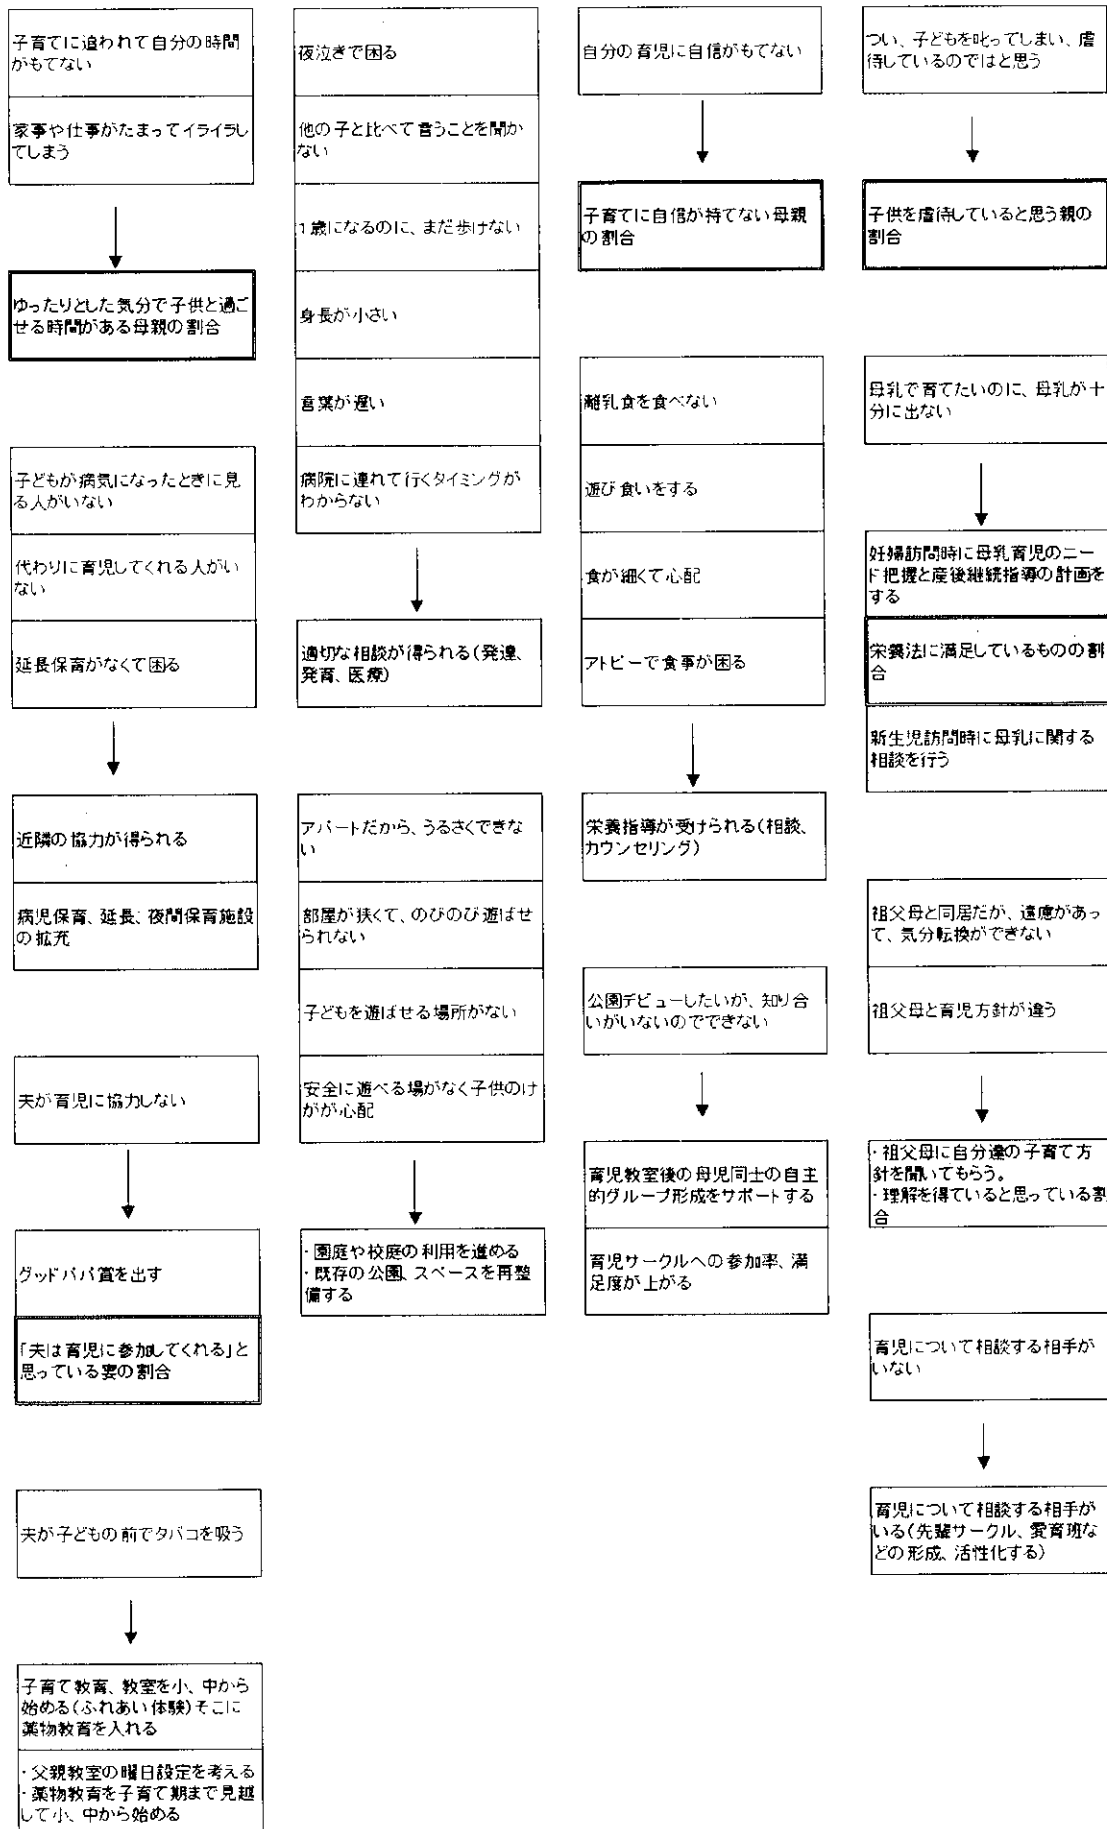 子育てに追われて自分の時間
がもてない
家事や仕事がたまってイライラし
てしまう
ゆったりとした気分で子供と過ご
せる時間がある母親の割合
子どもが病気になったときに見
る人がいない
代わりに育児してくれる人がい
ない
延長保育がなくて困る
近隣の協力が得られる
病児保育、延長、夜間保育施設
の拡充
夫が育児に協力しない
グッドパパ賞を出す
「夫は育児に参加してくれる」と
思っている妻の割合
夫が子どもの前でタバコを吸う
子育て教育、教室を小、中から
始める(ふれあい体験)そこに
薬物教育を入れる
・父親教室の曜日設定を考える
・薬物教育を子育て期まで見越
して小、中から始める
夜泣きで困る
他の子と比べて言うことを聞か
ない
1歳になるのに、まだ歩けない
身長が小さい
言葉が遅い
病院に連れて行くタイミングが
わからない
適切な相談が得られる(発達、
発育、医療)
アパートだから、うるさくできな
い
部屋が狭くて、のびのび遊ばせ
られない
子どもを遊ばせる場所がない
安全に遊べる場がなく子供のけ
がが心配
・園庭や校庭の利用を進める
・既存の公園、スペースを再整
備する
自分の育児に自信がもてない
子育てに自信が持てない母親
の割合
離乳食を食べない
遊び食いをする
食が細くて心配
アトピーで食事が困る
栄養指導が受けられる(相談、
カウンセリング)
公園デビューしたいが、知り合
いがいないのでできない
育児教室後の母児同士の自主
的グループ形成をサポートする
育児サークルへの参加率、満
足度が上がる
つい、子どもを叱ってしまい、虐
待しているのではと思う
子供を虐待していると思う親の
割合
母乳で育てたいのに、母乳が十
分に出ない
妊婦訪問時に母乳育児のニー
ド把握と産後継続指導の計画を
する
栄養法に満足しているものの割
合
新生児訪問時に母乳に関する
相談を行う
祖父母と同居だが、遠慮があっ
て、気分転換ができない
祖父母と育児方針が違う
・祖父母に自分達の子育て方
針を聞いてもらう。
・理解を得ていると思っている割
合
育児について相談する相手が
いない
育児について相談する相手が
いる(先輩サークル、愛育班な
どの形成、活性化する)